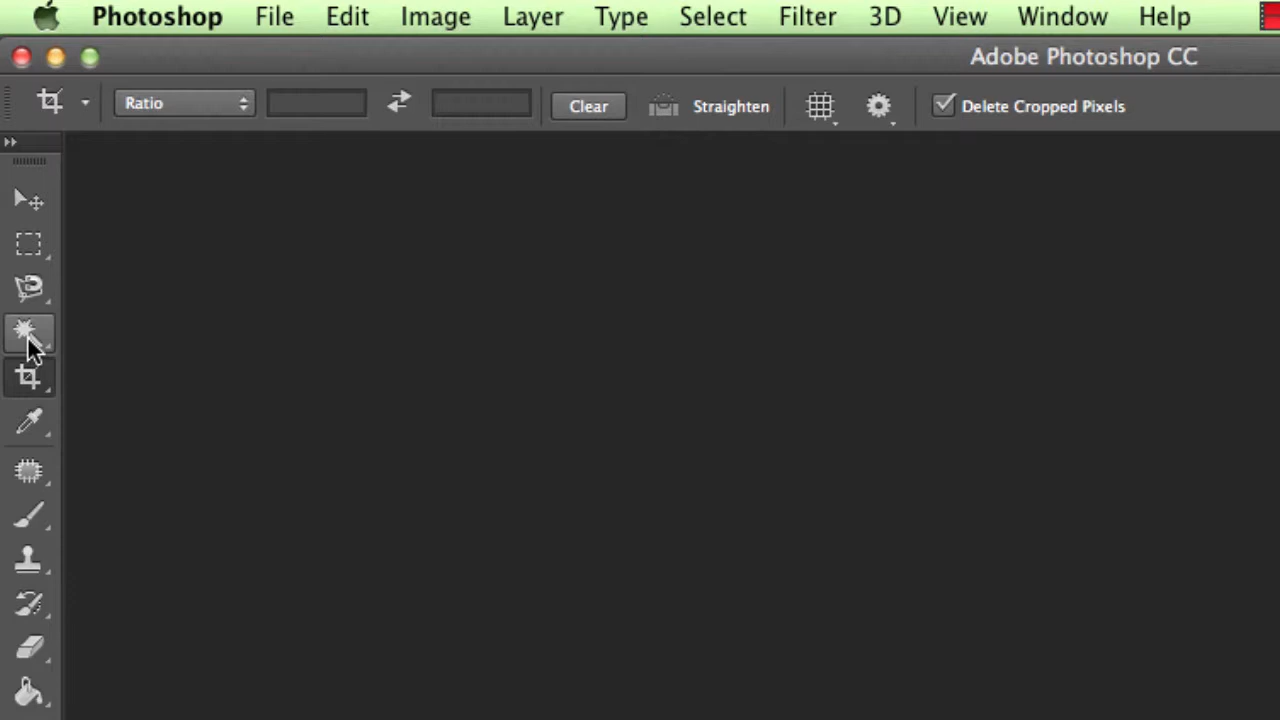 Photoshop File Edit Image Layer Type Select Filter 3D View Window Help
Adobe Photoshop CC
Ratio Clear Straighten Delete Cropped Pixels